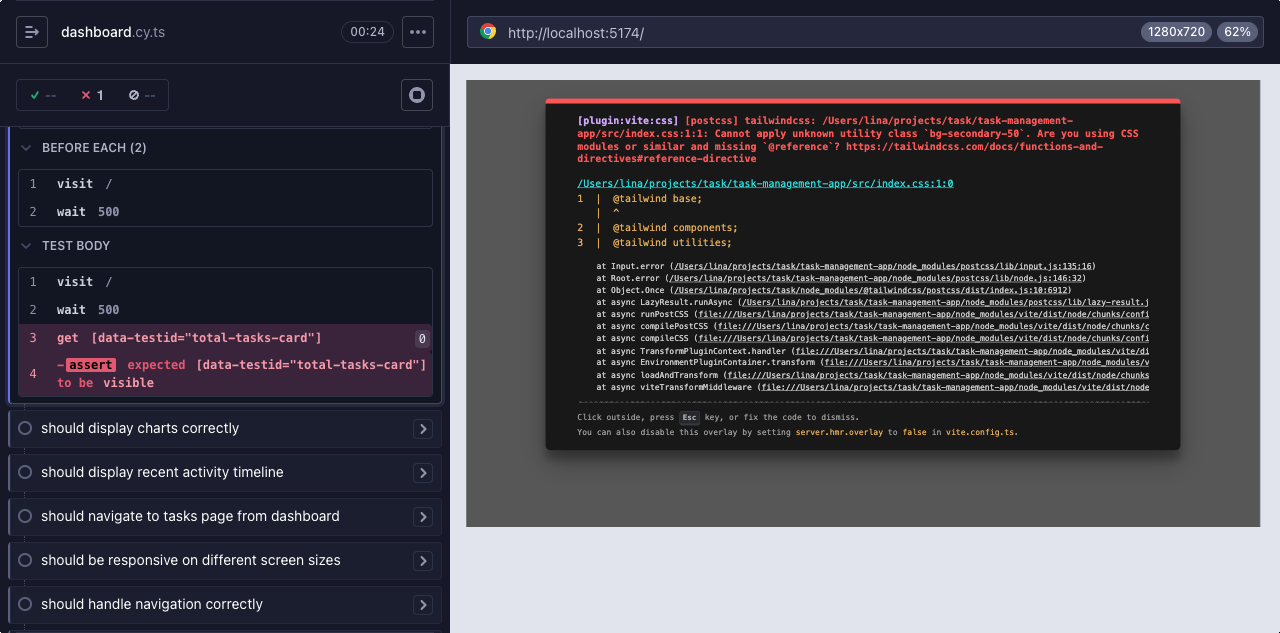 dashboard.cy.ts
00:24
http://localhost:5174/
1280x720
62%
--
1
--
BEFORE EACH (2)
1 visit /
2 wait 500
TEST BODY
1 visit /
2 wait 500
3 get [data-testid="total-tasks-card"] 0
4 -assert expected [data-testid="total-tasks-card"]
to be visible
should display charts correctly
should display recent activity timeline
should navigate to tasks page from dashboard
should be responsive on different screen sizes
should handle navigation correctly
[plugin:vite:css] [postcss] tailwindcss: /Users/lina/projects/task/task-management-
app/src/index.css:1:1: Cannot apply unknown utility class `bg-secondary-50`. Are you using CSS
modules or similar and missing `@reference`? https://tailwindcss.com/docs/functions-and-
directives#reference-directive
/Users/lina/projects/task/task-management-app/src/index.css:1:0
1 | @tailwind base;
| ^
2 | @tailwind components;
3 | @tailwind utilities;
at Input.error (/Users/lina/projects/task/task-management-app/node_modules/postcss/lib/input.js:135:16)
at Root.error (/Users/lina/projects/task/task-management-app/node_modules/postcss/lib/node.js:146:32)
at Object.Once (/Users/lina/projects/task/task-management-app/node_modules/@tailwindcss/postcss/dist/index.js:10:6912)
at async LazyResult.runAsync (/Users/lina/projects/task/task-management-app/node_modules/postcss/lib/lazy-result.j
at async runPostCSS (file:///Users/lina/projects/task/task-management-app/node_modules/vite/dist/node/chunks/confi
at async compilePostCSS (file:///Users/lina/projects/task/task-management-app/node_modules/vite/dist/node/chunks/c
at async compileCSS (file:///Users/lina/projects/task/task-management-app/node_modules/vite/dist/node/chunks/confi
at async TransformPluginContext.handler (file:///Users/lina/projects/task/task-management-app/node_modules/vite/di
at async EnvironmentPluginContainer.transform (file:///Users/lina/projects/task/task-management-app/node_modules/v
at async loadAndTransform (file:///Users/lina/projects/task/task-management-app/node_modules/vite/dist/node/chunks
at async viteTransformMiddleware (file:///Users/lina/projects/task/task-management-app/node_modules/vite/dist/node
Click outside, press Esc key, or fix the code to dismiss.
You can also disable this overlay by setting server.hmr.overlay to false in vite.config.ts.